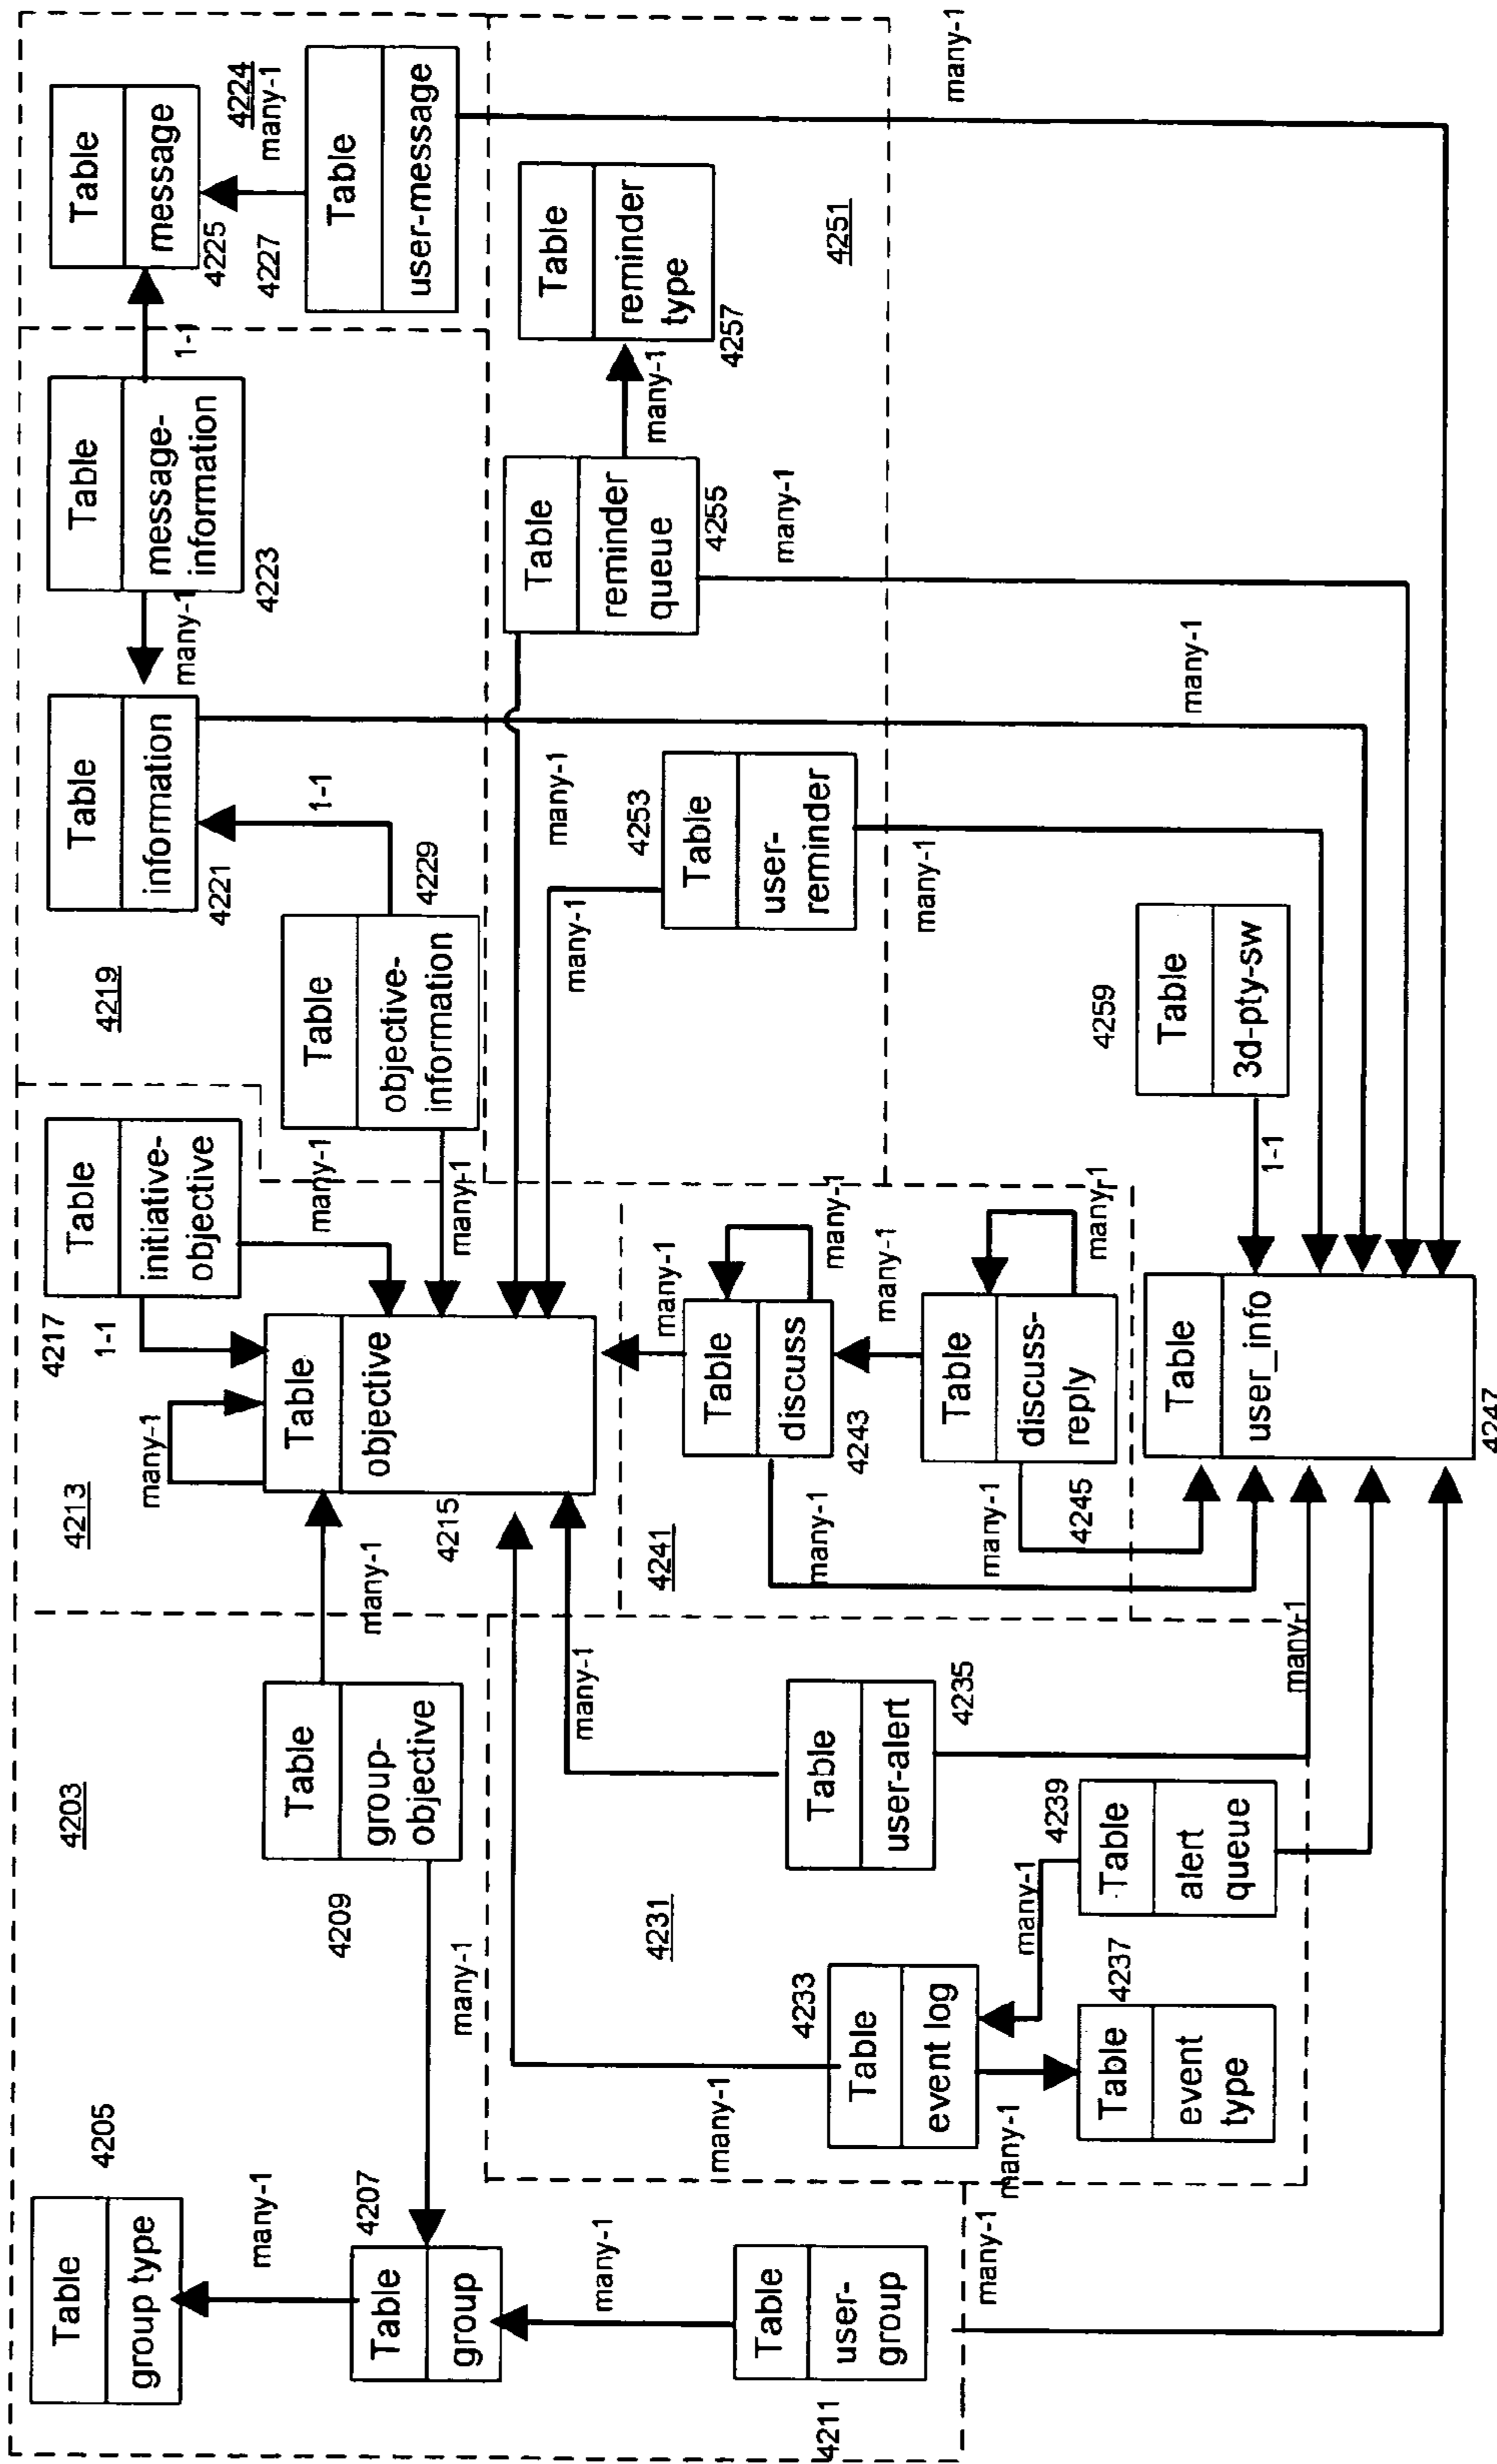 4203
4213
4219
4205
Table
group type
many-1
4207
Table
group
many-1
Table
user-
group
4211
many-1
4209
Table
group-
objective
many-1
many-1
many-1
4215
Table
objective
4217
1-1
Table
initiative-
objective
many-1
many-1
Table
objective-
information
4229
1-1
Table
information
4221
many-1
many-1
Table
message-
information
4223
1-1
Table
message
4225
4224
many-1
4227
Table
user-message
many-1
4231
4233
Table
event log
many-1
many-1
4237
Table
event
type
4239
Table
alert
queue
many-1
Table
user-alert
4235
many-1
many-1
4241
Table
discuss
4243
many-1
many-1
many-1
many-1
Table
discuss-
reply
4245
many-1
many-1
4251
4253
Table
user-
reminder
many-1
many-1
many-1
Table
reminder
queue
4255
many-1
many-1
Table
reminder
type
4257
4259
Table
3d-pty-sw
1-1
Table
user_info
4247